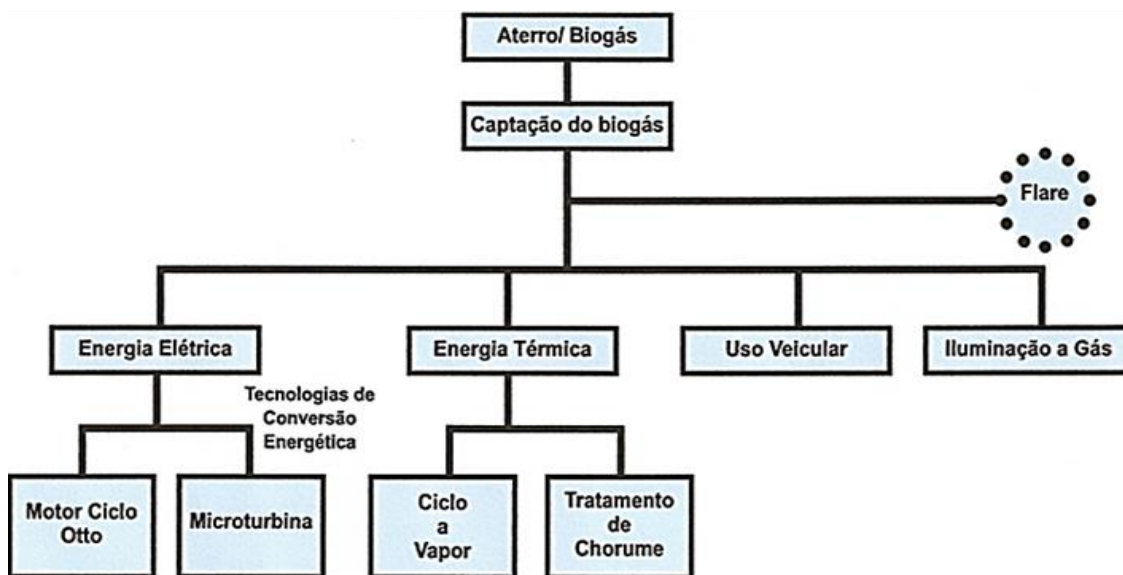 Aterro/ Biogás
Captação do biogás
Flare
Energia Elétrica
Energia Térmica
Uso Veicular
Iluminação a Gás
Tecnologias de
Conversão
Energética
Motor Ciclo
Otto
Microturbina
Ciclo
a
Vapor
Tratamento
de
Chorume